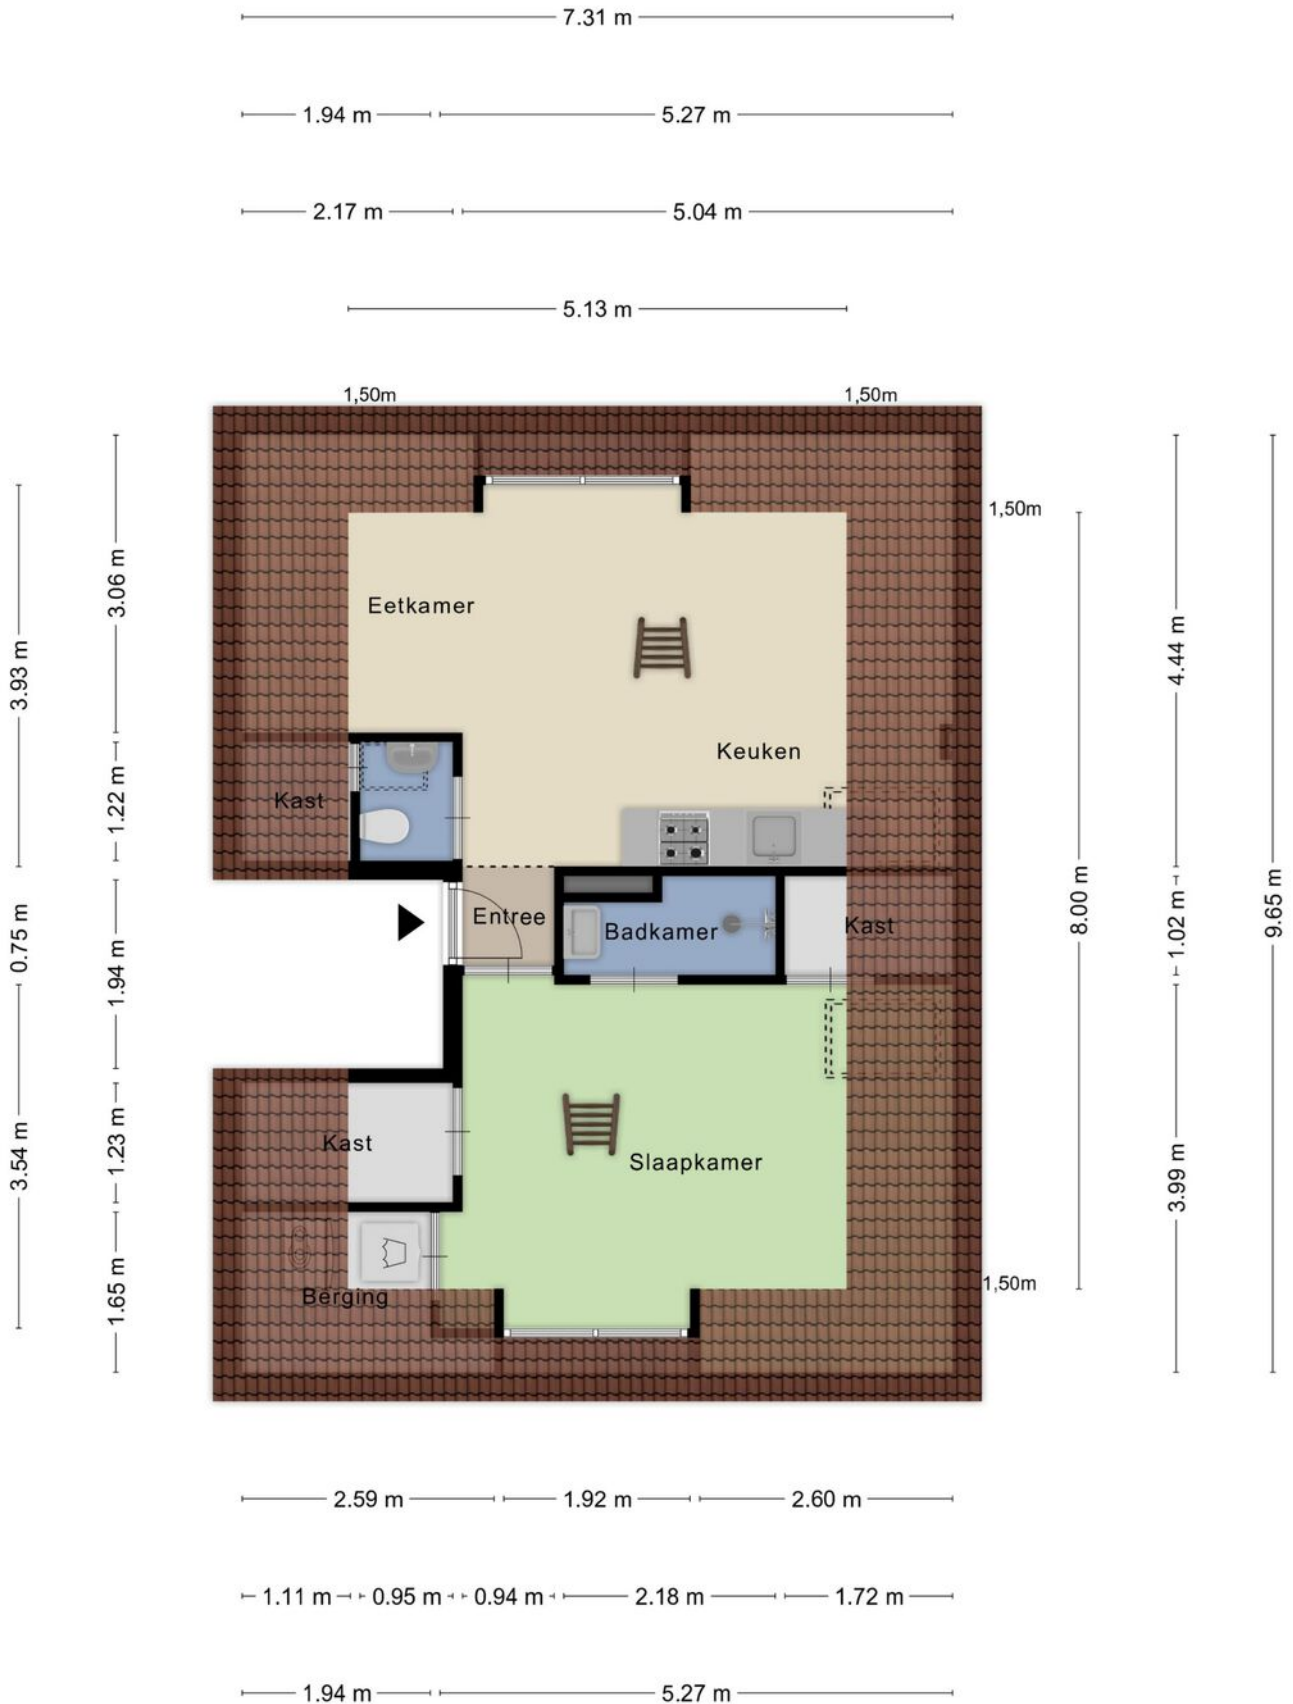 7.31 m
1.94 m
5.27 m
2.17 m
5.04 m
5.13 m
1,50m
1,50m
1,50m
3.06 m
Eetkamer
4.44 m
3.93 m
Keuken
1.22 m
Kast
8.00 m
9.65 m
0.75 m
Entree
Badkamer
Kast
1.02 m
1.94 m
Kast
1.23 m
3.54 m
Slaapkamer
3.99 m
1,50m
Berging
1.65 m
2.59 m
1.92 m
2.60 m
1.11 m
0.95 m
0.94 m
2.18 m
1.72 m
1.94 m
5.27 m